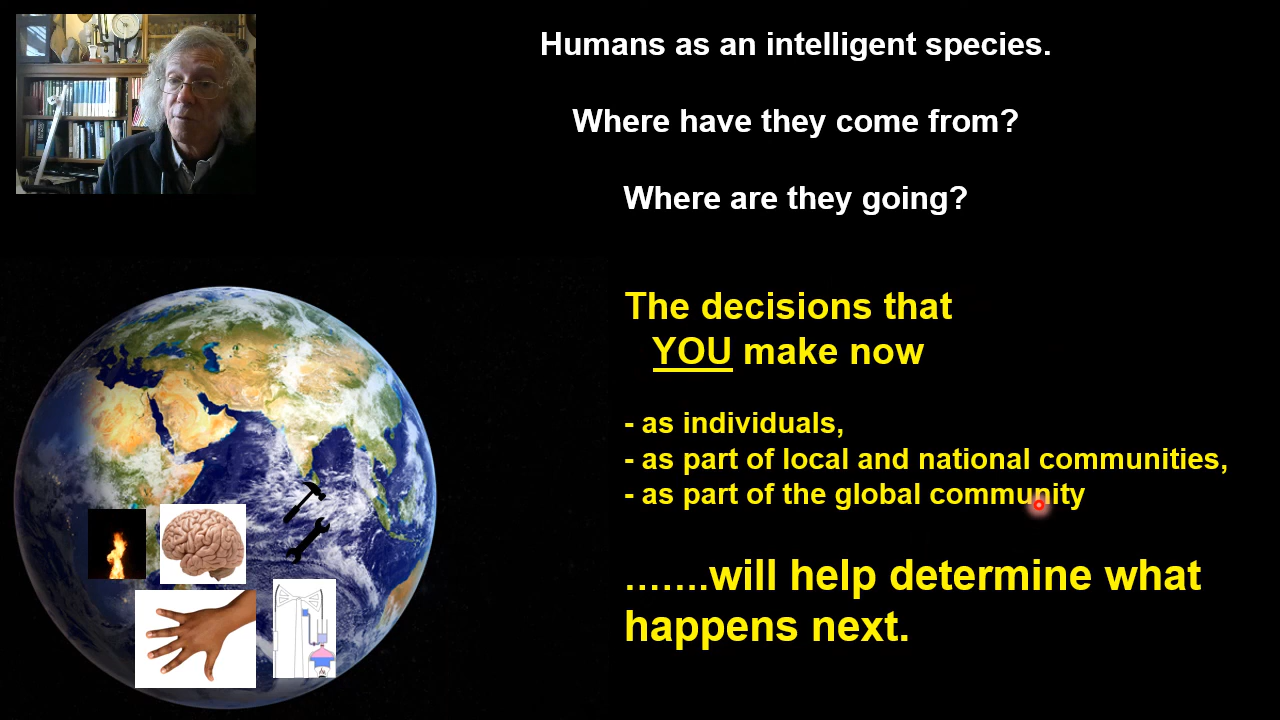 Humans as an intelligent species.
Where have they come from?
Where are they going?
The decisions that
YOU make now
- as individuals,
- as part of local and national communities,
- as part of the global community
.......will help determine what
happens next.